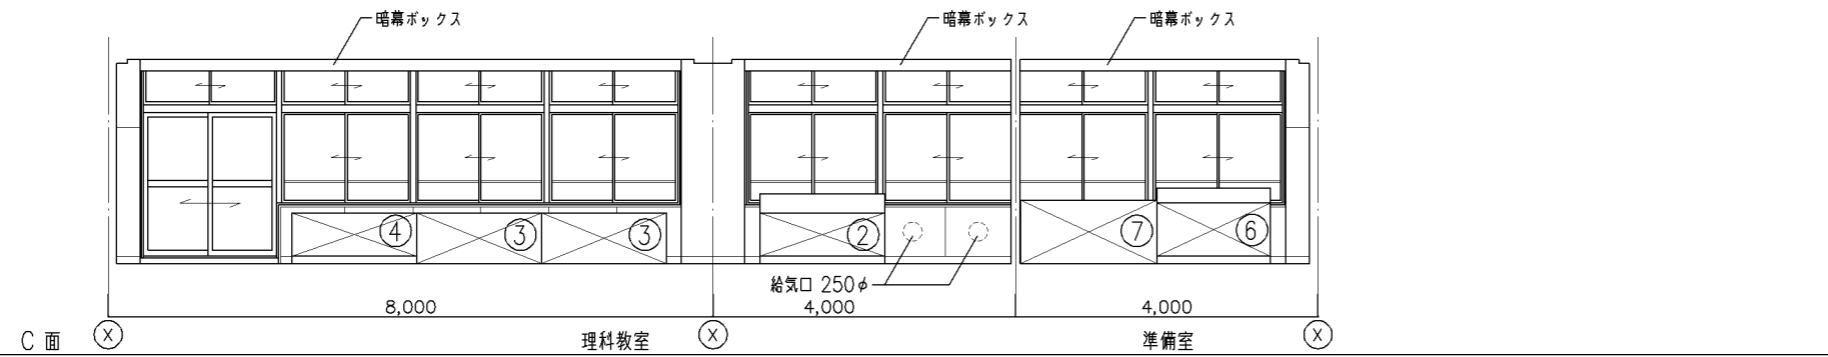 暗幕ボックス 暗幕ボックス 暗幕ボックス
4 3 3 2 7 6
給気口 250φ
8,000 4,000 4,000
C 面 X 理科教室 X 準備室 X